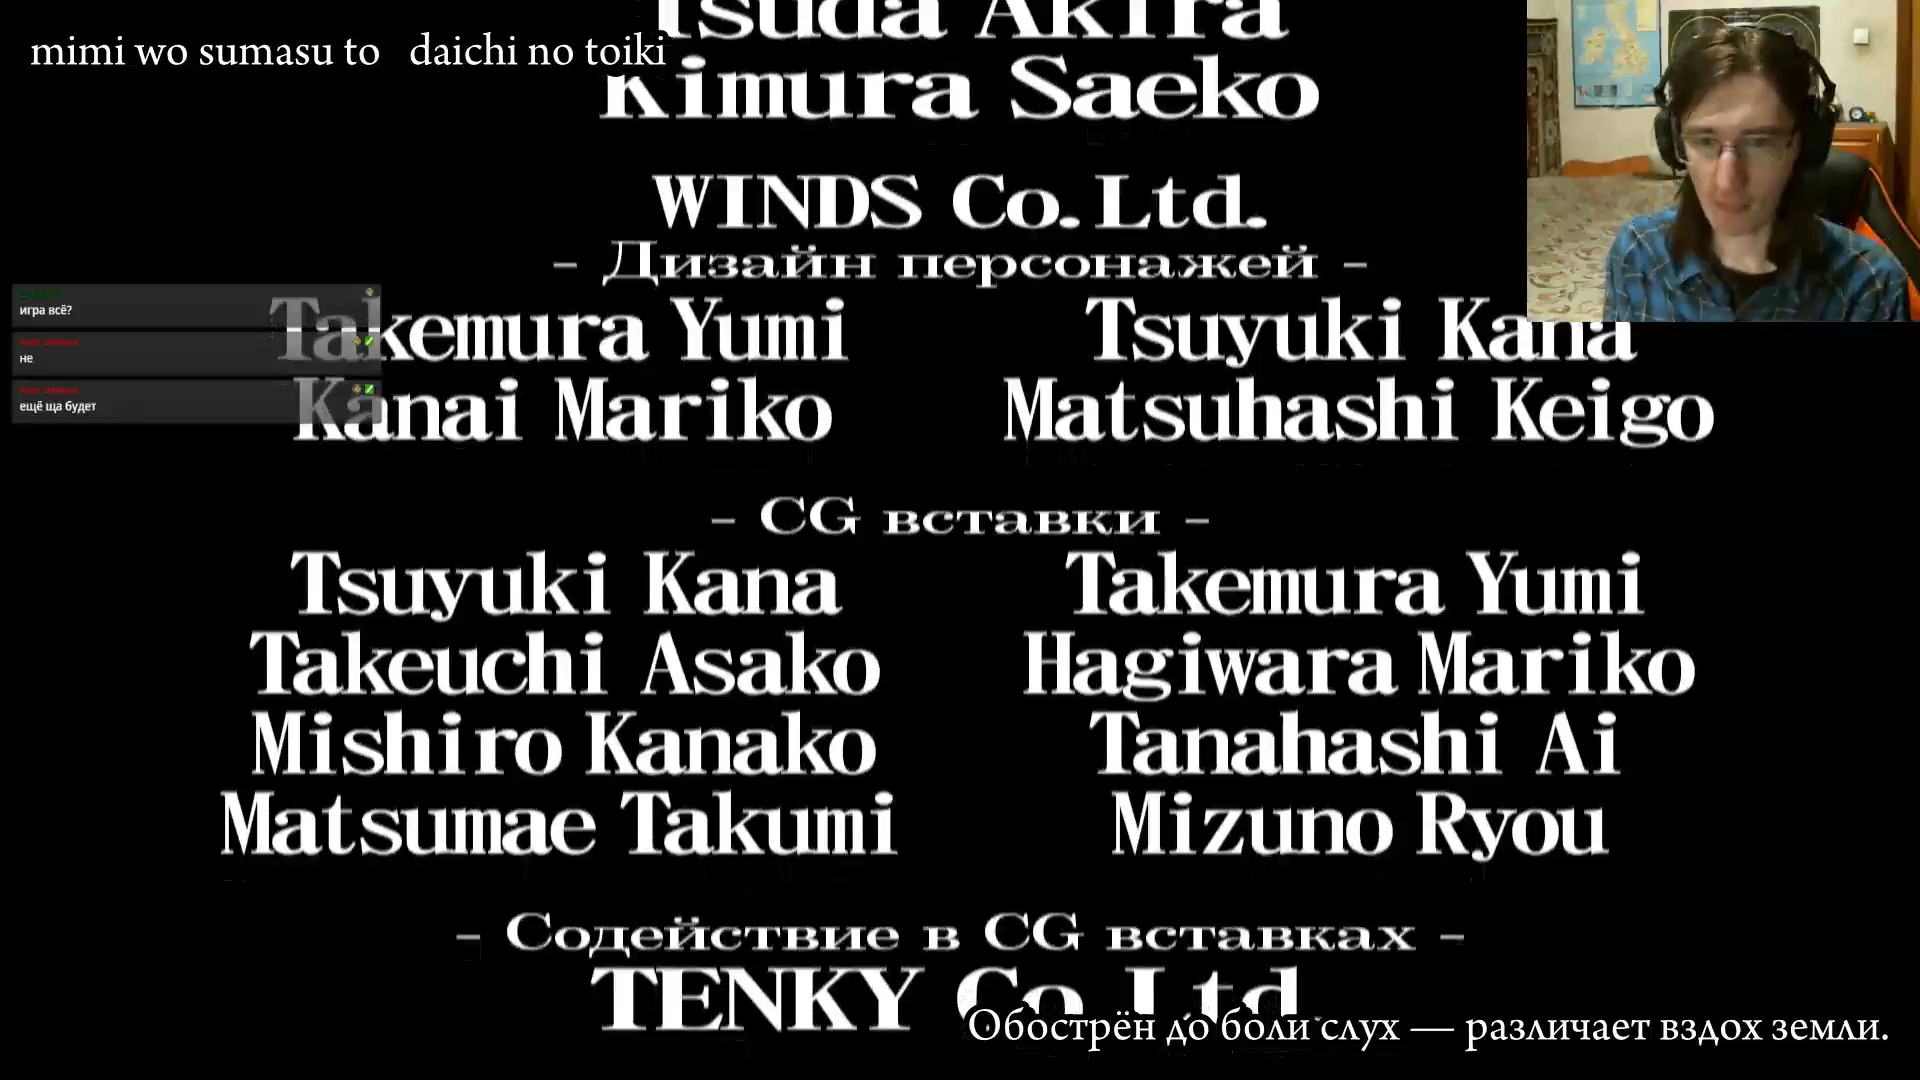 Tsuda Akira
mimi wo sumasu to daichi no toiki
Kimura Saeko
WINDS Co.Ltd.
– Дизайн персонажей –
Takemura Yumi Tsuyuki Kana
Kanai Mariko Matsuhashi Keigo
игра всё?
не
ещё ща будет
– CG вставки –
Tsuyuki Kana Takemura Yumi
Takeuchi Asako Hagiwara Mariko
Mishiro Kanako Tanahashi Ai
Matsumae Takumi Mizuno Ryou
– Содействие в CG вставках –
TENKY Co.Ltd.
Обострён до боли слух — различает вздох земли.